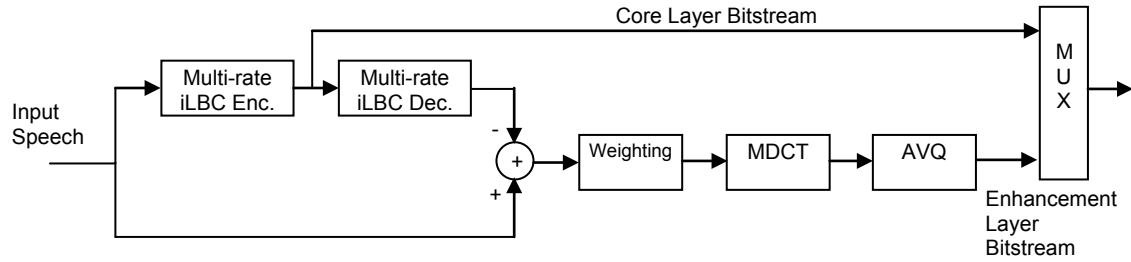 Core Layer Bitstream
M
U
X
Multi-rate
iLBC Enc.
Multi-rate
iLBC Dec.
Input
Speech
-
+
+
Weighting
MDCT
AVQ
Enhancement
Layer
Bitstream